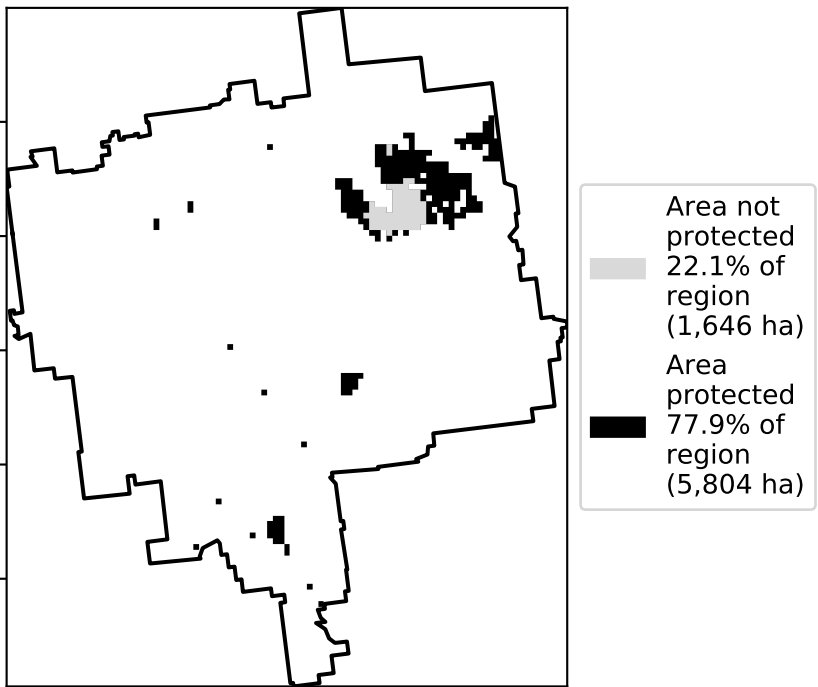 Area not
protected
22.1% of
region
(1,646 ha)
Area
protected
77.9% of
region
(5,804 ha)